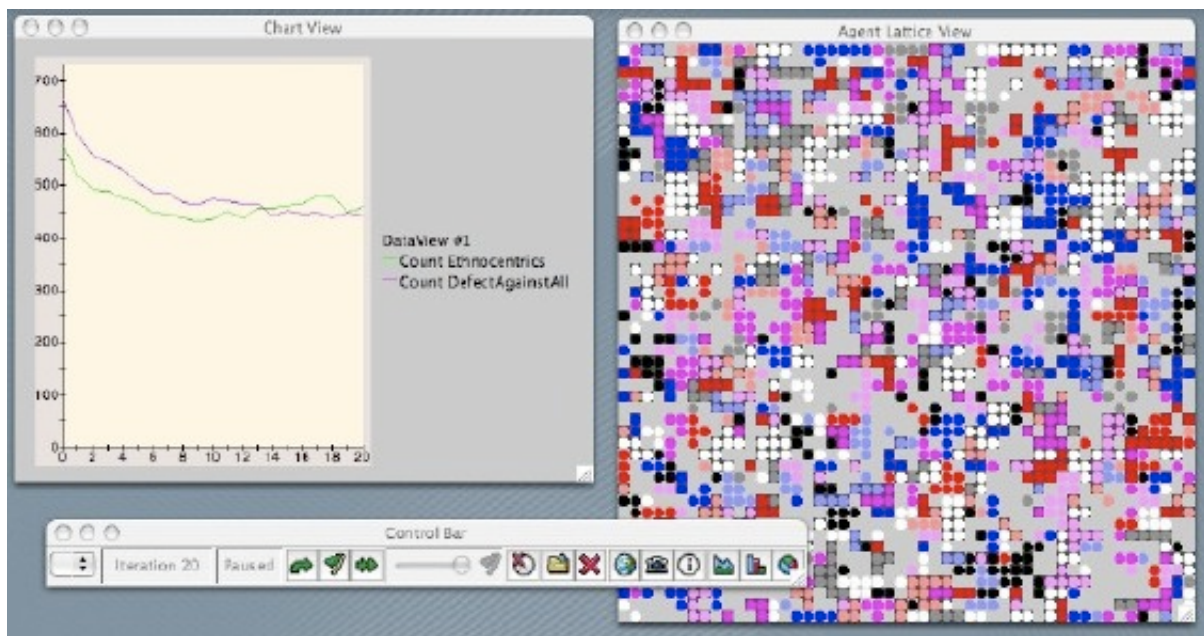 Chart View
700
600
500
400
300
200
100
0
0 2 4 6 8 10 12 14 16 18 20
DataView #1
Count Ethnocentrics
Count DefectAgainstAll
Agent Lattice View
Control Bar
Iteration 20 Paused